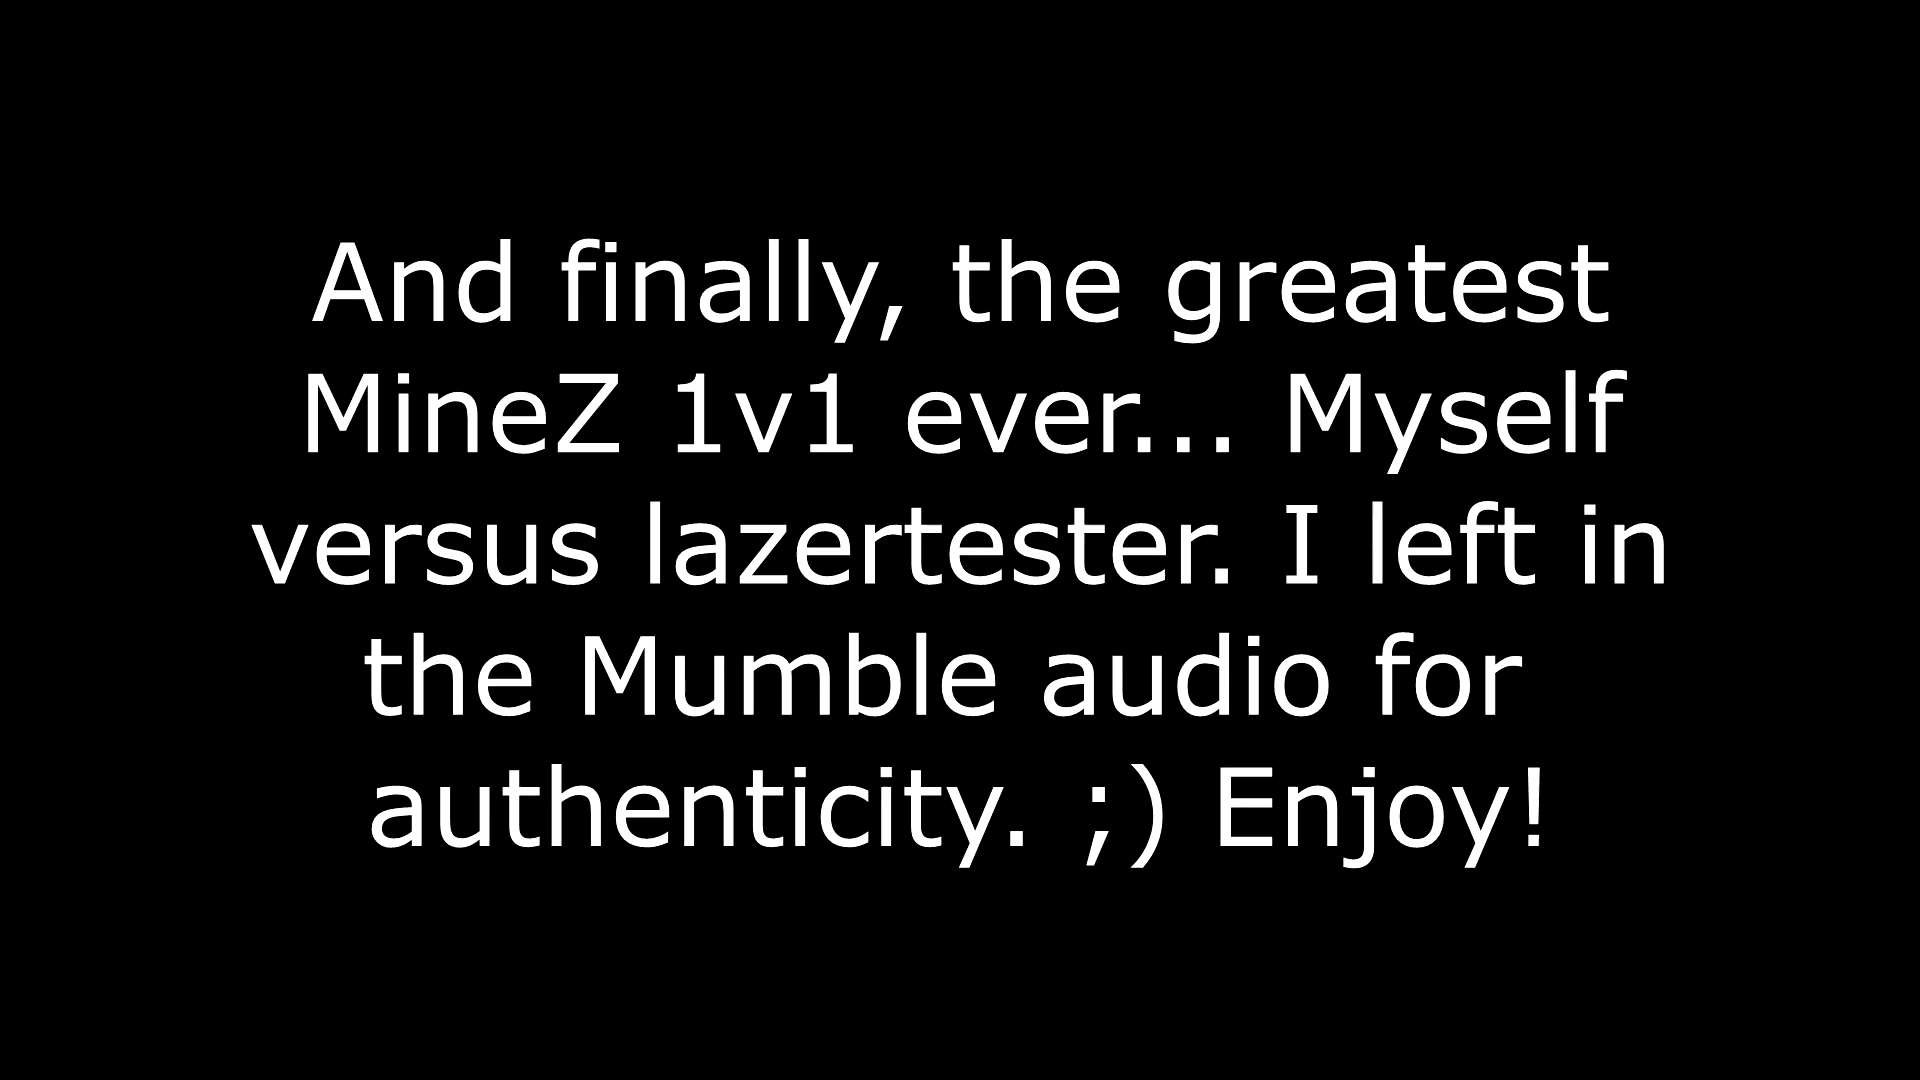 And finally, the greatest
MineZ 1v1 ever... Myself
versus lazertester. I left in
the Mumble audio for
authenticity. ;) Enjoy!